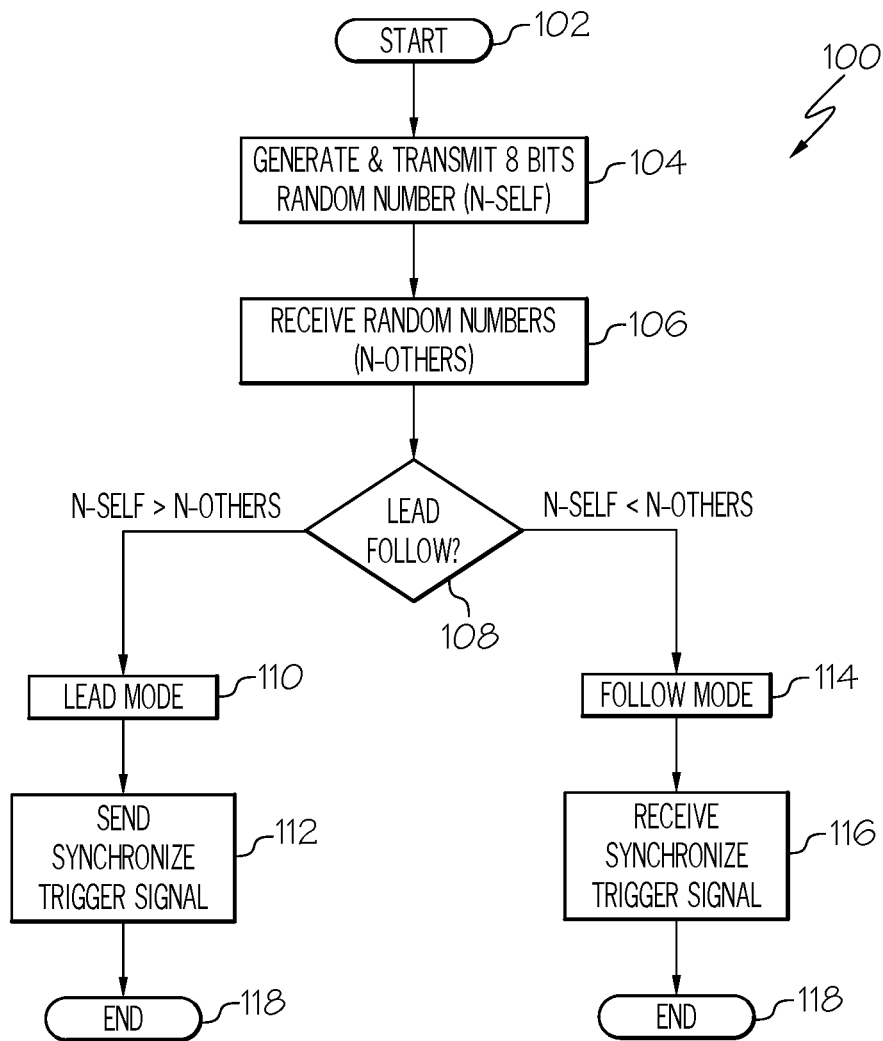 START
102
100
GENERATE & TRANSMIT 8 BITS
RANDOM NUMBER (N-SELF)
104
RECEIVE RANDOM NUMBERS
(N-OTHERS)
106
N-SELF > N-OTHERS
LEAD
FOLLOW?
N-SELF < N-OTHERS
108
LEAD MODE
110
FOLLOW MODE
114
SEND
SYNCHRONIZE
TRIGGER SIGNAL
112
RECEIVE
SYNCHRONIZE
TRIGGER SIGNAL
116
END
118
END
118